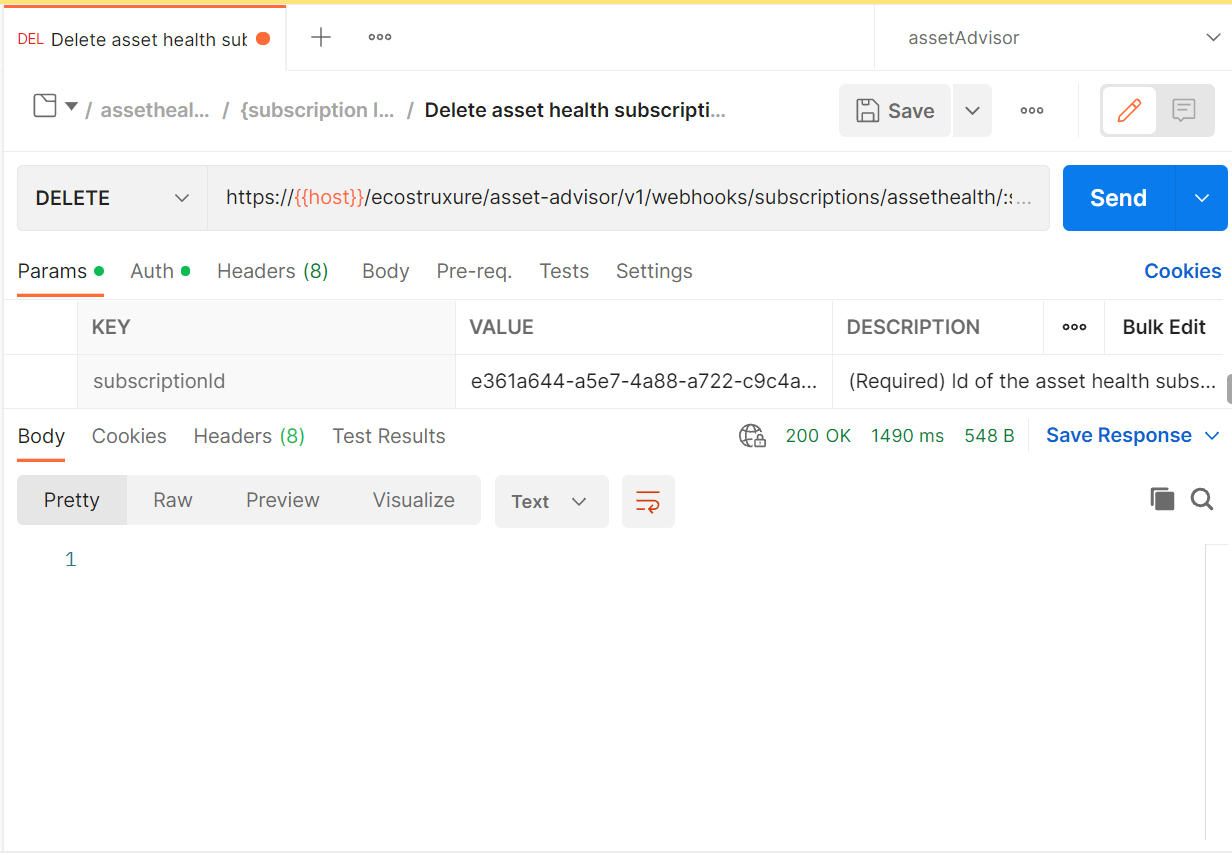 DEL Delete asset health sub
assetAdvisor
/ assetheal... / {subscription I... / Delete asset health subscripti...
Save
DELETE
https://{{host}}/ecostruxure/asset-advisor/v1/webhooks/subscriptions/assethealth/:s...
Send
Params Auth Headers (8) Body Pre-req. Tests Settings Cookies
KEY VALUE DESCRIPTION Bulk Edit
subscriptionId e361a644-a5e7-4a88-a722-c9c4a... (Required) Id of the asset health subs...
Body Cookies Headers (8) Test Results 200 OK 1490 ms 548 B Save Response
Pretty Raw Preview Visualize Text
1